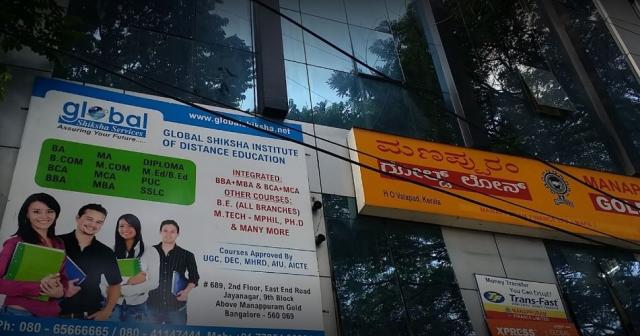 www.globalshiksha.net
global
Shiksha Services
Assuring Your Future.....
GLOBAL SHIKSHA INSTITUTE
OF DISTANCE EDUCATION
BA MA DIPLOMA
B.COM M.COM M.Ed/B.Ed
BCA MCA PUC
BBA MBA SSLC
INTEGRATED:
BBA+MBA & BCA+MCA
OTHER COURSES:
B.E. (ALL BRANCHES)
M.TECH - MPHIL, PH.D
& MANY MORE
Courses Approved By
UGC, DEC, MHRD, AIU, AICTE
# 689, 2nd Floor, East End Road
Jayanagar, 9th Block
Above Manappuram Gold
Bangalore - 560 069
Ph: 080 - 65666665 / 080 - 41147444
ಮಣಪ್ಪುರಂ
ಗೋಲ್ಡ್ ಲೋನ್
H O Valapad, Kerala
Money Transfer
You Can Trust!
Trans-Fast
XPRESS